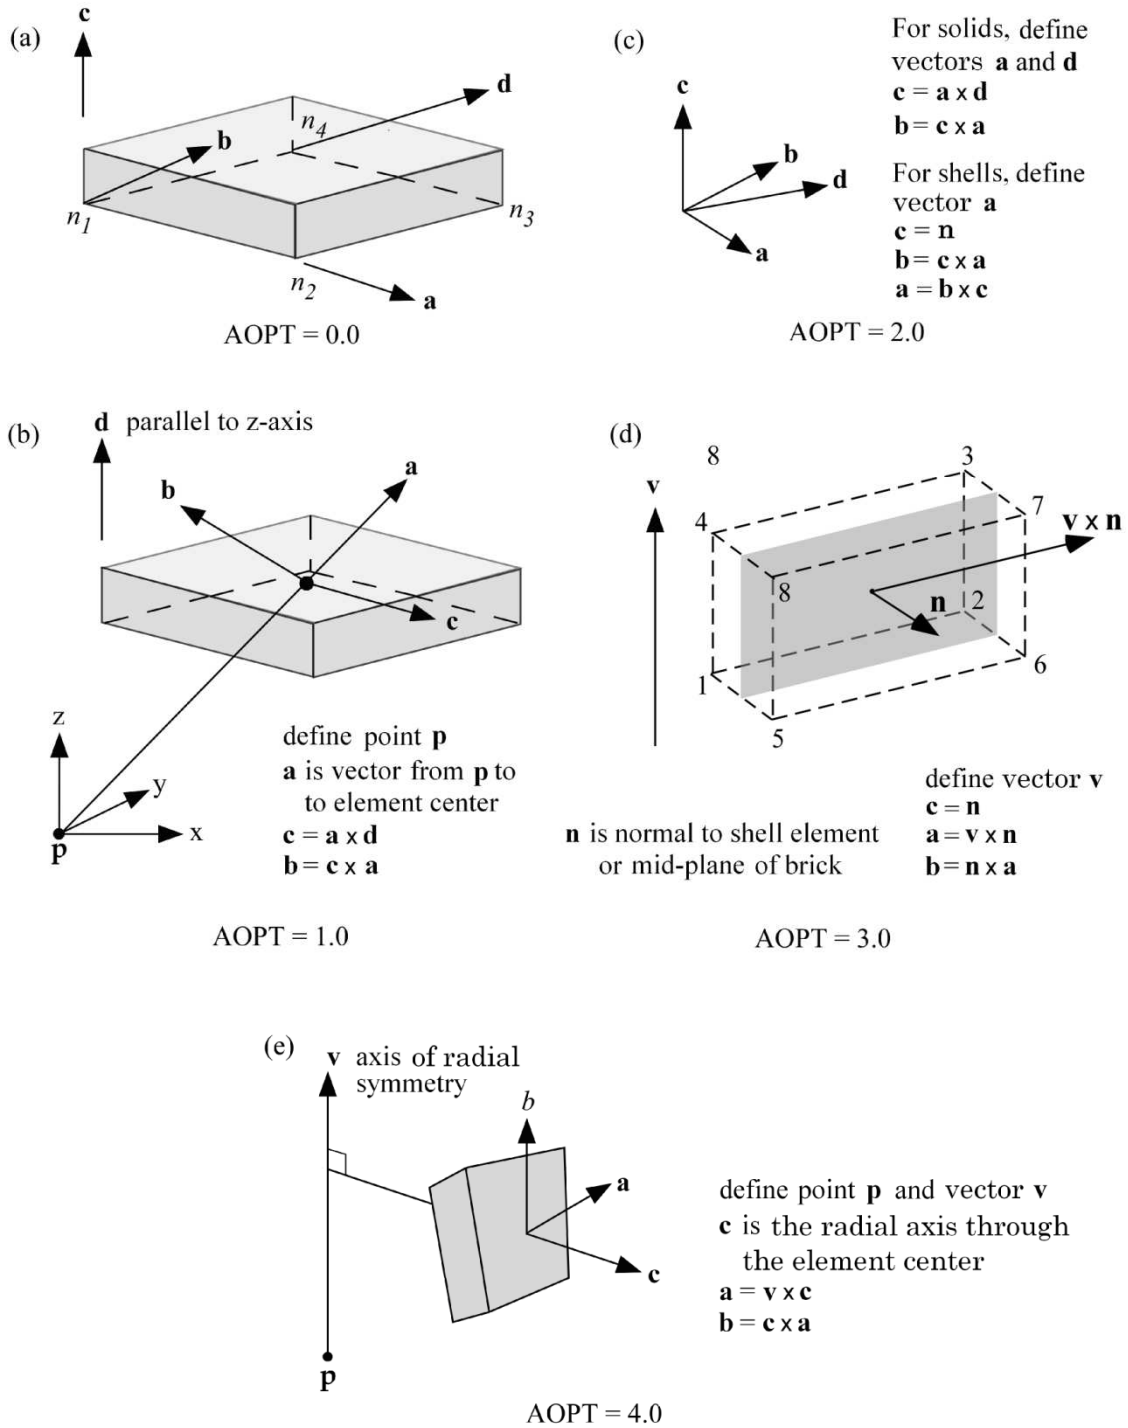 (a)
c
d
n4
b
n1
n3
n2
a
AOPT = 0.0
(c)
c
b
d
a
For solids, define
vectors a and d
c = a x d
b = c x a
For shells, define
vector a
c = n
b = c x a
a = b x c
AOPT = 2.0
(b)
d parallel to z-axis
a
b
c
z
y
x
p
define point p
a is vector from p to
to element center
c = a x d
b = c x a
AOPT = 1.0
(d)
8
3
v
4
7
v x n
8
n
2
1
6
5
define vector v
c = n
n is normal to shell element
or mid-plane of brick
a = v x n
b = n x a
AOPT = 3.0
(e)
v axis of radial
symmetry
b
a
c
p
define point p and vector v
c is the radial axis through
the element center
a = v x c
b = c x a
AOPT = 4.0